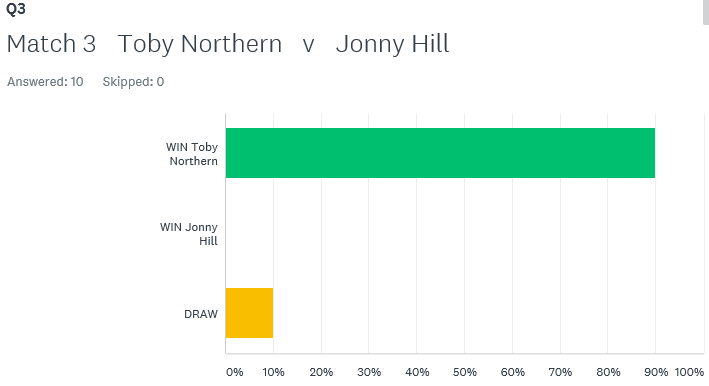 Q3
Match 3 Toby Northern v Jonny Hill
Answered: 10 Skipped: 0
WIN Toby
Northern
WIN Jonny
Hill
DRAW
0% 10% 20% 30% 40% 50% 60% 70% 80% 90% 100%